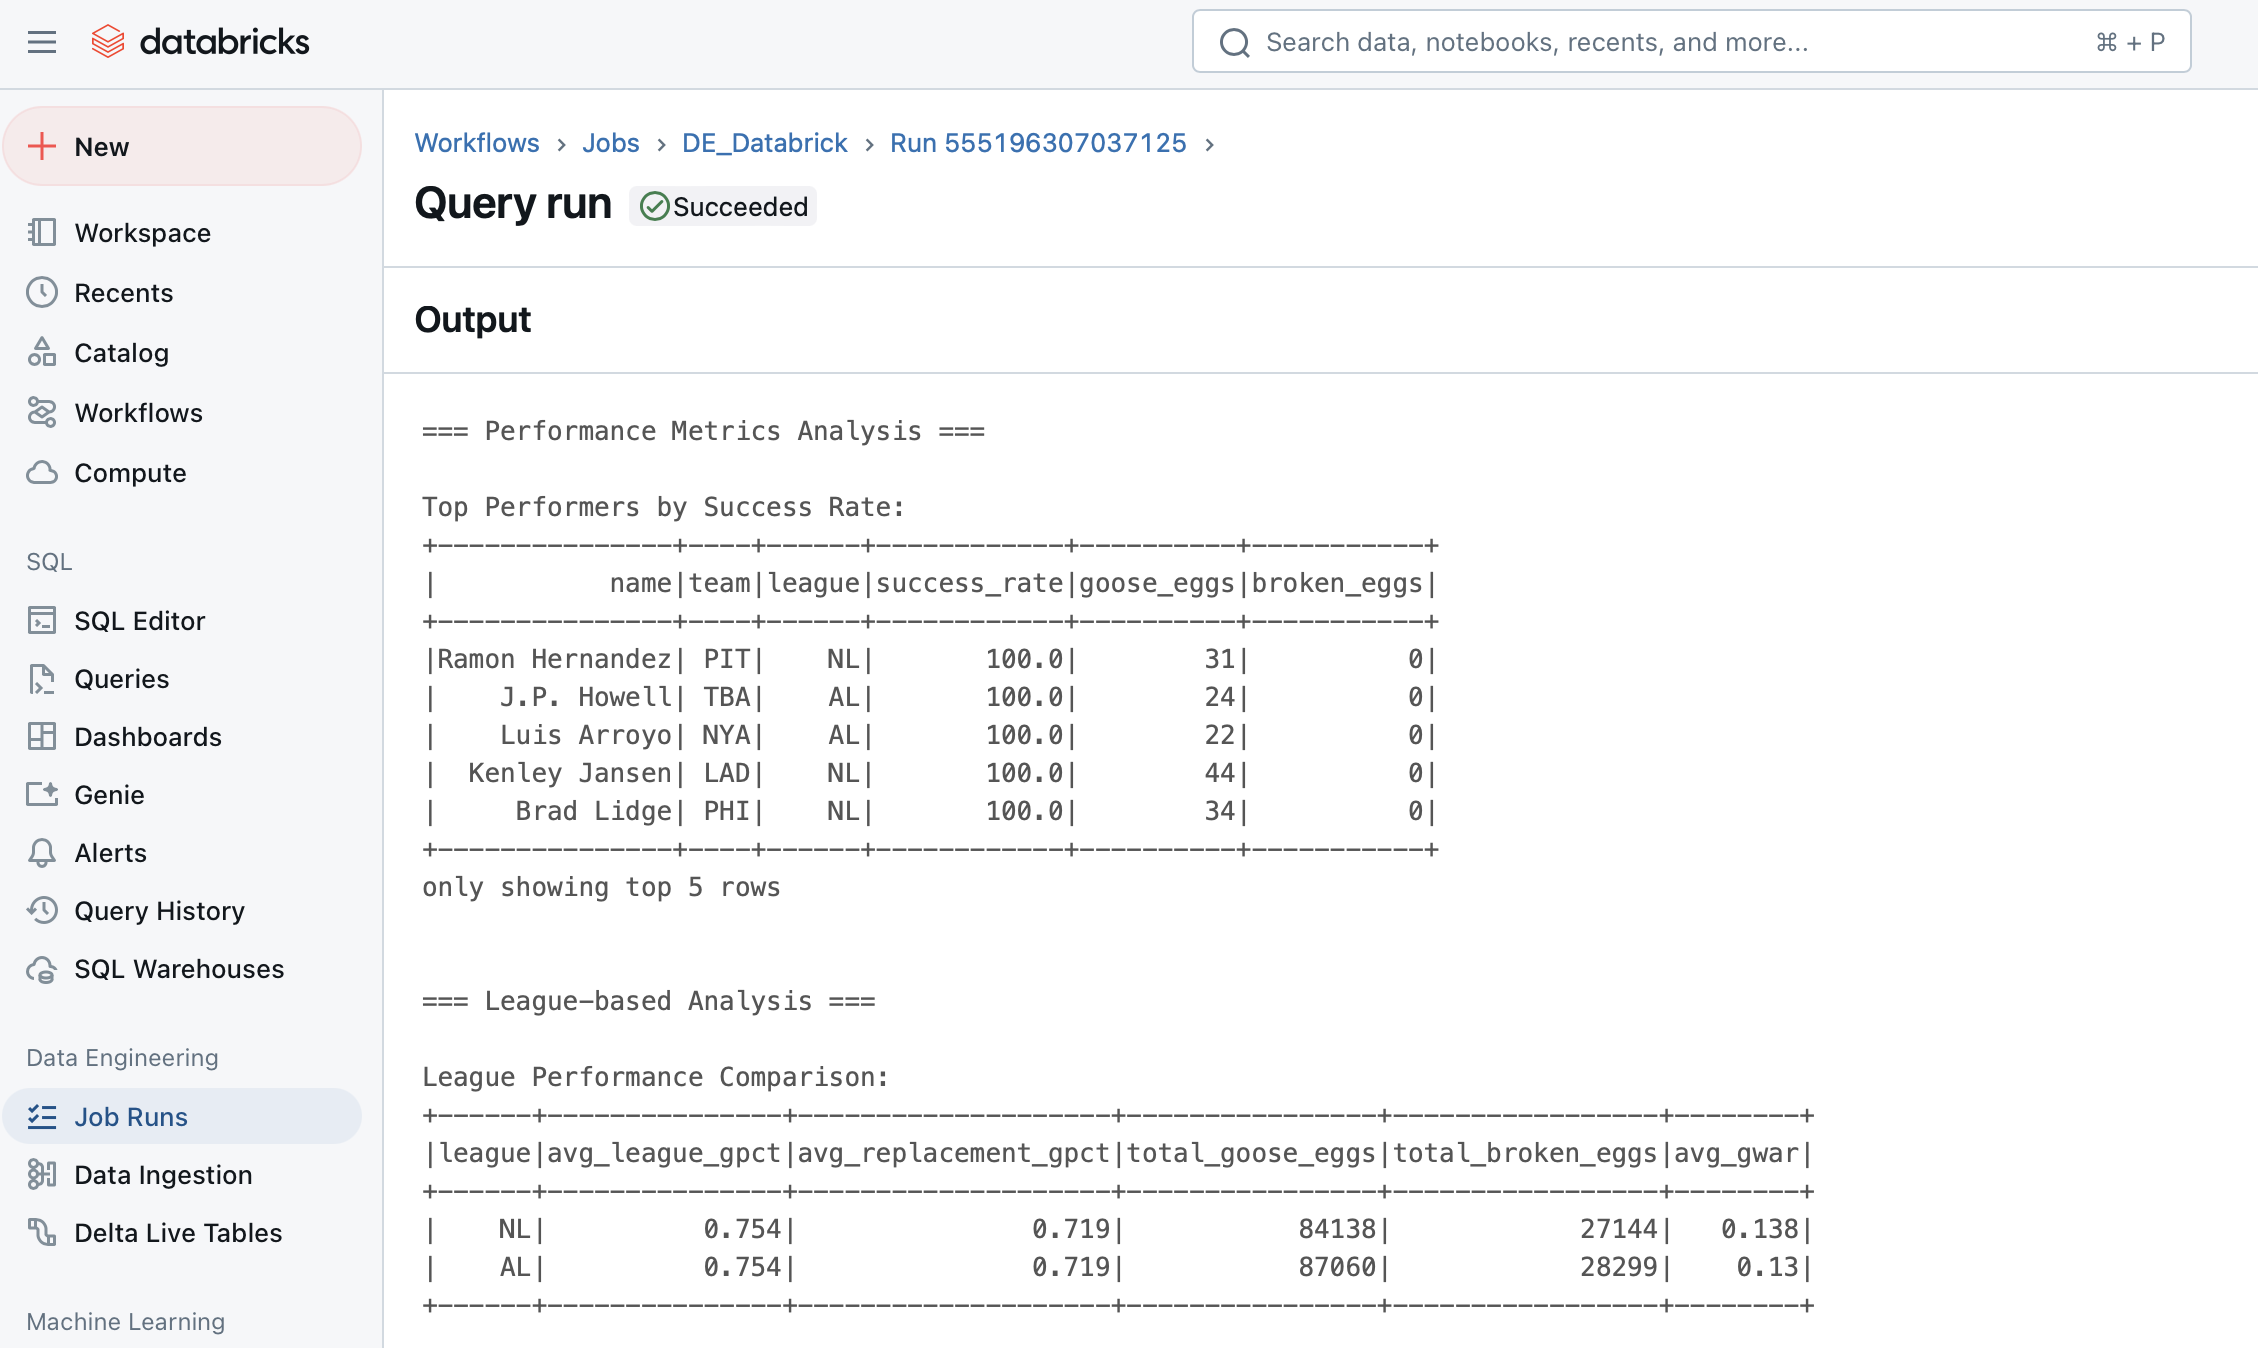 databricks
Search data, notebooks, recents, and more...
⌘ + P
New
Workspace
Recents
Catalog
Workflows
Compute
SQL
SQL Editor
Queries
Dashboards
Genie
Alerts
Query History
SQL Warehouses
Data Engineering
Job Runs
Data Ingestion
Delta Live Tables
Machine Learning
Workflows > Jobs > DE_Databrick > Run 555196307037125 >
Query run Succeeded
Output
=== Performance Metrics Analysis ===
Top Performers by Success Rate:
+---------------+----+------+------------+----------+-----------+
|           name|team|league|success_rate|goose_eggs|broken_eggs|
+---------------+----+------+------------+----------+-----------+
|Ramon Hernandez| PIT|    NL|       100.0|        31|          0|
|    J.P. Howell| TBA|    AL|       100.0|        24|          0|
|    Luis Arroyo| NYA|    AL|       100.0|        22|          0|
|  Kenley Jansen| LAD|    NL|       100.0|        44|          0|
|     Brad Lidge| PHI|    NL|       100.0|        34|          0|
+---------------+----+------+------------+----------+-----------+
only showing top 5 rows
=== League-based Analysis ===
League Performance Comparison:
+------+---------------+--------------------+----------------+-----------------+--------+
|league|avg_league_gpct|avg_replacement_gpct|total_goose_eggs|total_broken_eggs|avg_gwar|
+------+---------------+--------------------+----------------+-----------------+--------+
|    NL|          0.754|               0.719|           84138|            27144|   0.138|
|    AL|          0.754|               0.719|           87060|            28299|    0.13|
+------+---------------+--------------------+----------------+-----------------+--------+